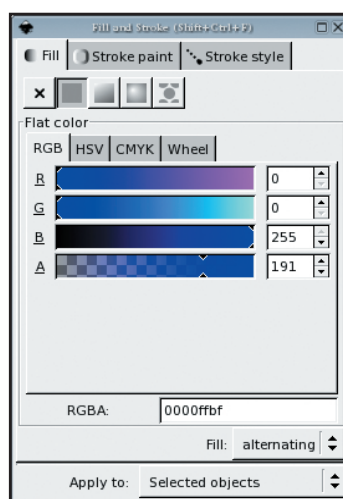 Fill and Stroke (Shift+Ctrl+F)
Fill Stroke paint Stroke style
Flat color
RGB HSV CMYK Wheel
R 0
G 0
B 255
A 191
RGBA: 0000ffbf
Fill: alternating
Apply to: Selected objects